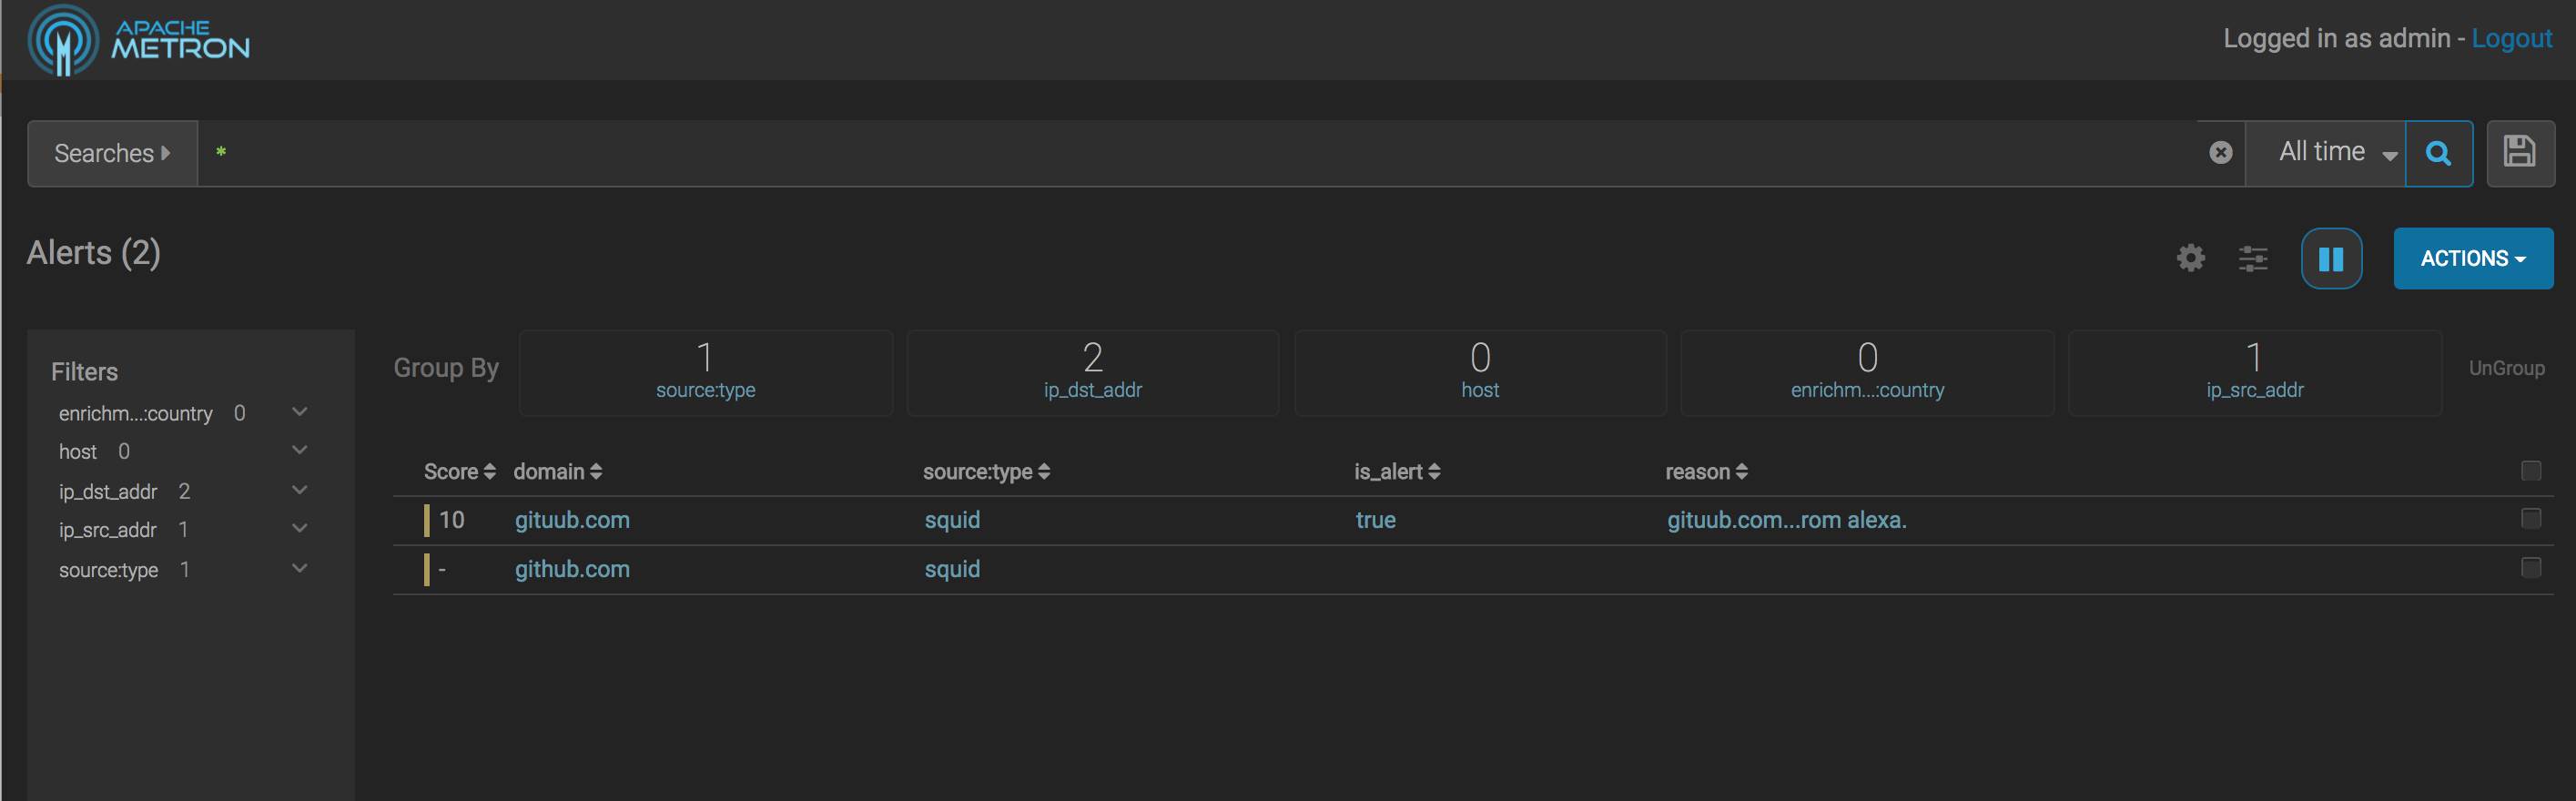 APACHE
METRON
Logged in as admin - Logout
Searches
*
All time
Alerts (2)
ACTIONS
Filters
enrichm...:country 0
host 0
ip_dst_addr 2
ip_src_addr 1
source:type 1
Group By
1
source:type
2
ip_dst_addr
0
host
0
enrichm...:country
1
ip_src_addr
UnGroup
Score domain source:type is_alert reason
10 gituub.com squid true gituub.com...rom alexa.
- github.com squid